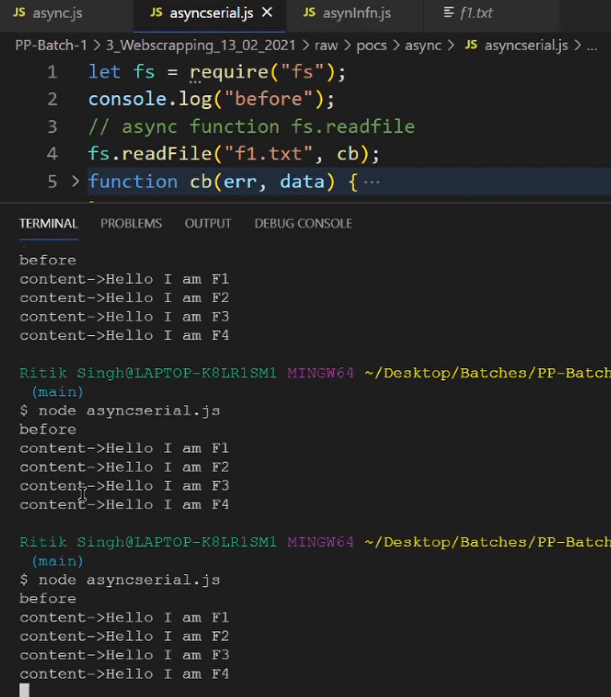 JS async.js JS asyncserial.js × JS asynInfn.js f1.txt
PP-Batch-1 > 3_Webscrapping_13_02_2021 > raw > pocs > async > JS asyncserial.js > ...
1 let fs = require("fs");
2 console.log("before");
3 // async function fs.readfile
4 fs.readFile("f1.txt", cb);
5 > function cb(err, data) { ...
TERMINAL PROBLEMS OUTPUT DEBUG CONSOLE
before
content->Hello I am F1
content->Hello I am F2
content->Hello I am F3
content->Hello I am F4
Ritik Singh@LAPTOP-K8LR1SM1 MINGW64 ~/Desktop/Batches/PP-Batch
(main)
$ node asyncserial.js
before
content->Hello I am F1
content->Hello I am F2
content->Hello I am F3
content->Hello I am F4
Ritik Singh@LAPTOP-K8LR1SM1 MINGW64 ~/Desktop/Batches/PP-Batch
(main)
$ node asyncserial.js
before
content->Hello I am F1
content->Hello I am F2
content->Hello I am F3
content->Hello I am F4